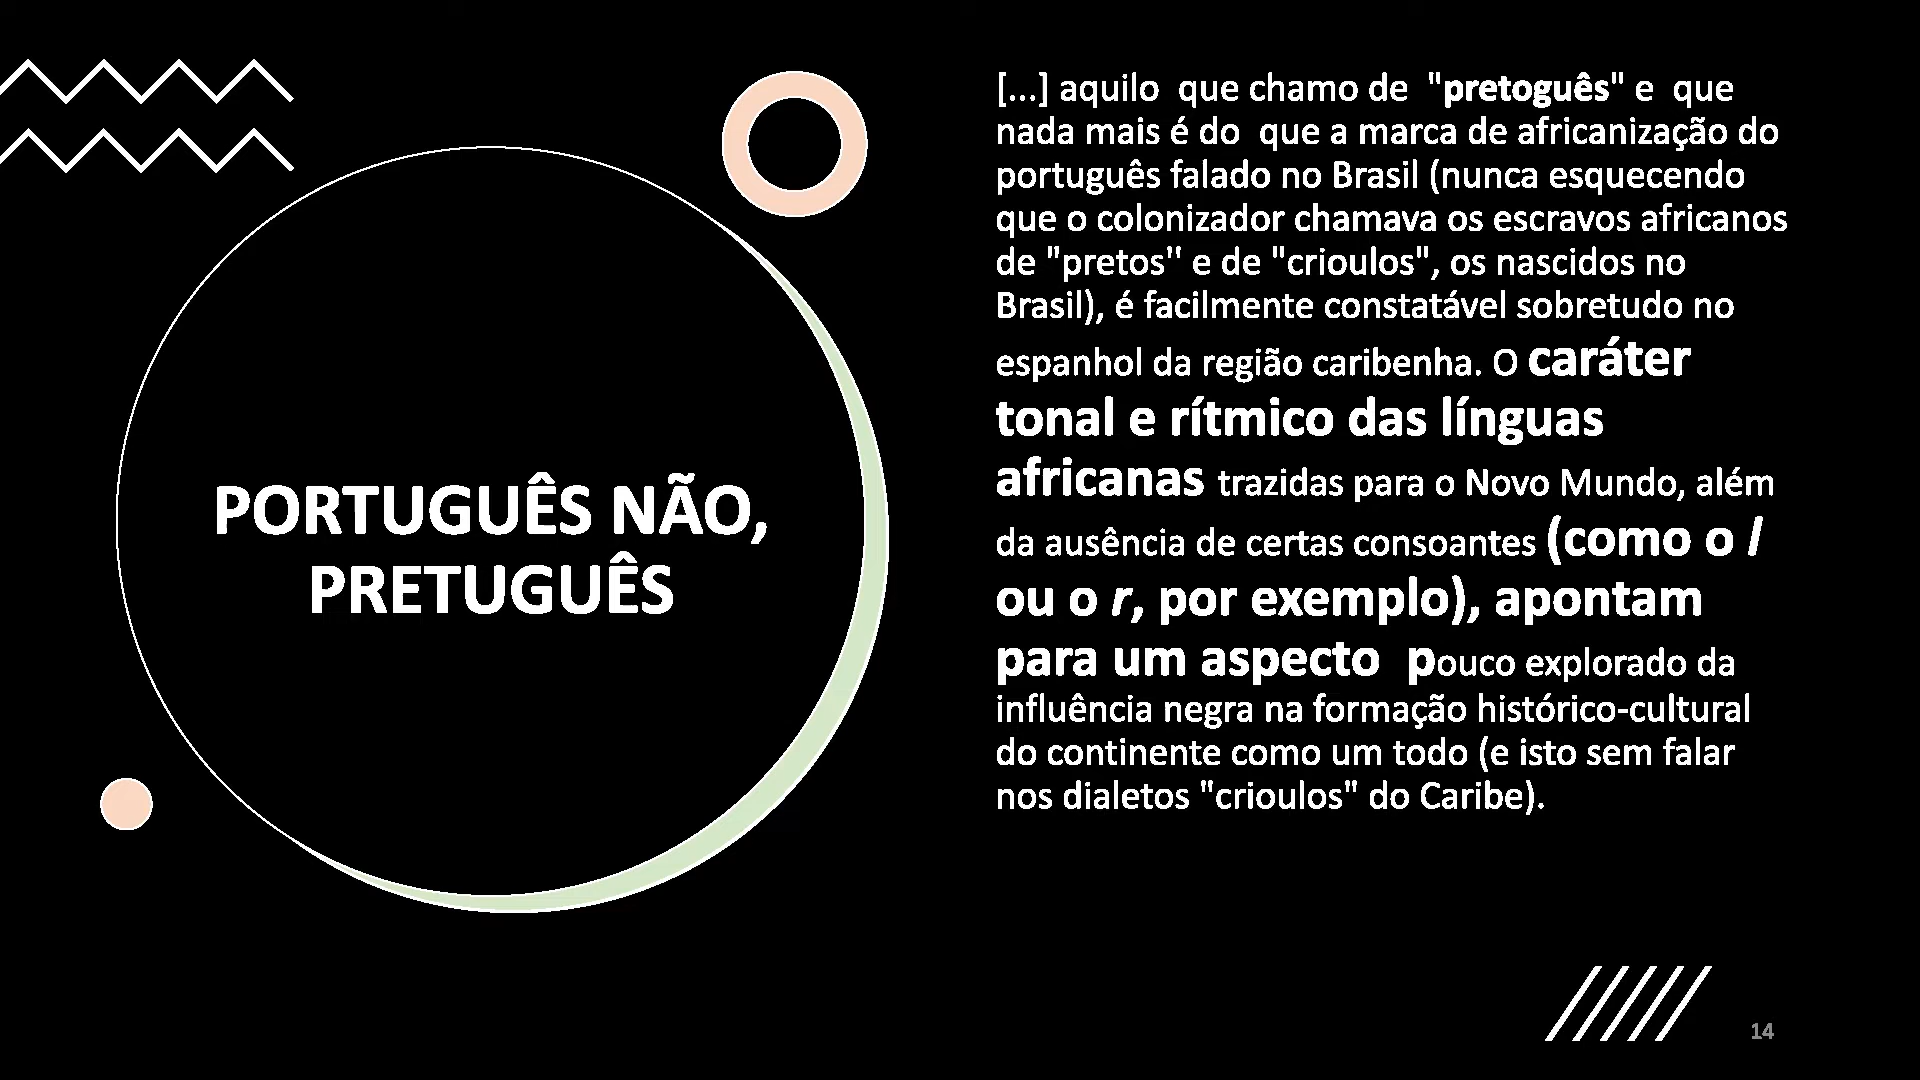 PORTUGUÊS NÃO,
PRETUGUÊS
[...] aquilo  que chamo de  "pretoguês" e  que
nada mais é do  que a marca de africanização do
português falado no Brasil (nunca esquecendo
que o colonizador chamava os escravos africanos
de "pretos" e de "crioulos", os nascidos no
Brasil), é facilmente constatável sobretudo no
espanhol da região caribenha. O caráter
tonal e rítmico das línguas
africanas trazidas para o Novo Mundo, além
da ausência de certas consoantes (como o l
ou o r, por exemplo), apontam
para um aspecto  pouco explorado da
influência negra na formação histórico-cultural
do continente como um todo (e isto sem falar
nos dialetos "crioulos" do Caribe).
14